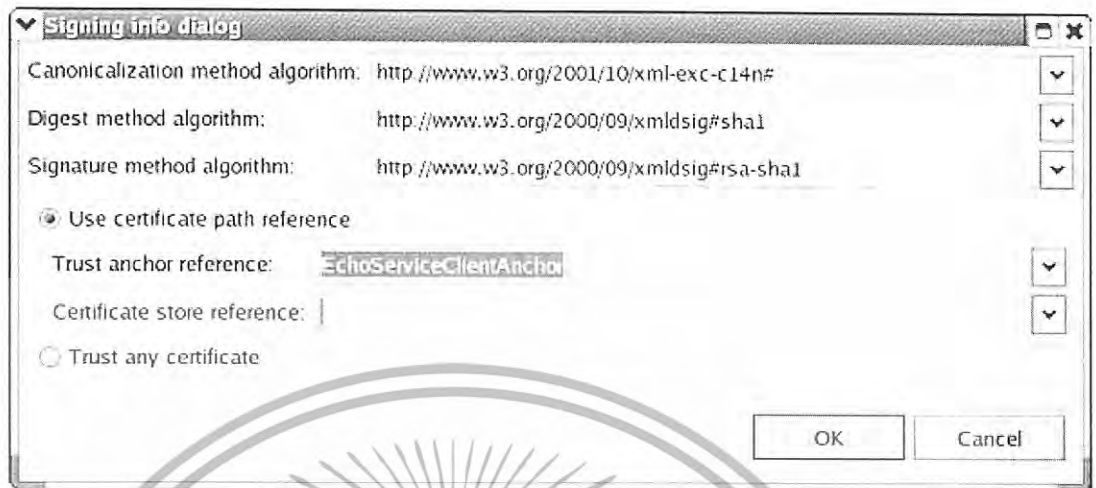 Signing info dialog
Canonicalization method algorithm: http://www.w3.org/2001/10/xml-exc-c14n#
Digest method algorithm: http://www.w3.org/2000/09/xmldsig#sha1
Signature method algorithm: http://www.w3.org/2000/09/xmldsig#rsa-sha1
Use certificate path reference
Trust anchor reference: EchoServiceClientAnchor
Certificate store reference:
Trust any certificate
OK Cancel